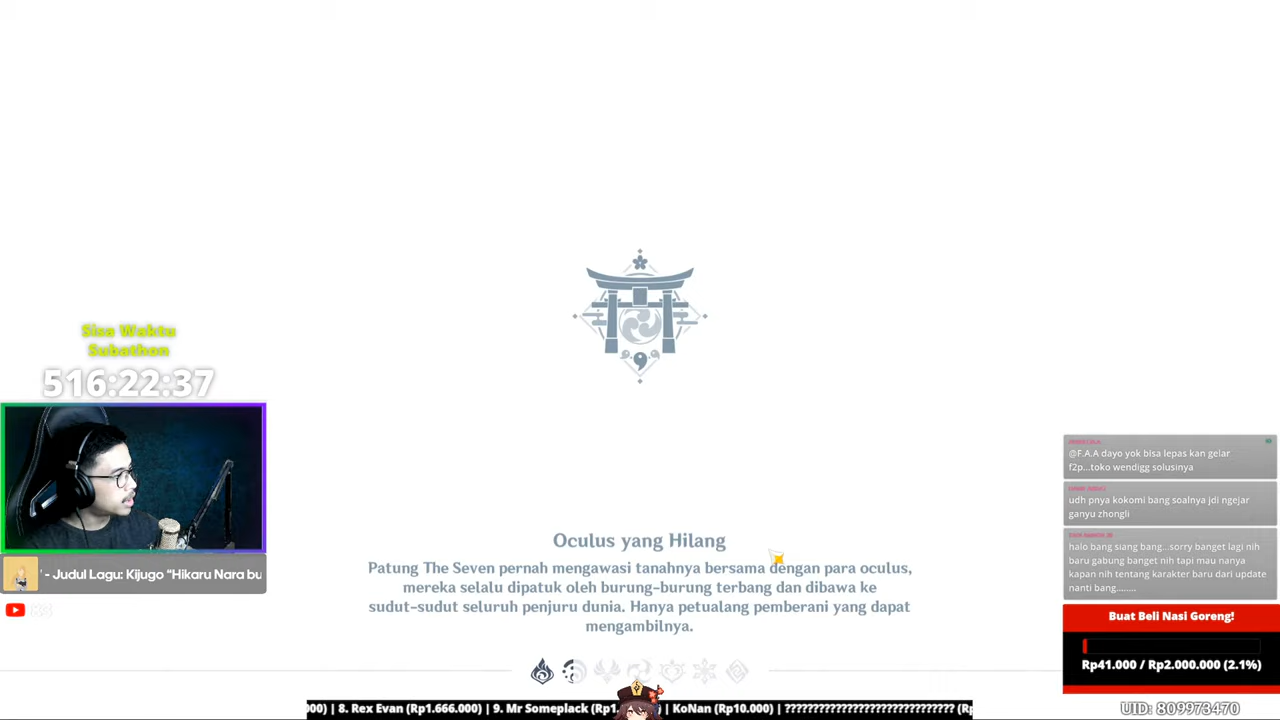 Sisa Waktu
Subathon
516:22:37
' - Judul Lagu: Kijugo "Hikaru Nara bu
Oculus yang Hilang
Patung The Seven pernah mengawasi tanahnya bersama dengan para oculus,
mereka selalu dipatuk oleh burung-burung terbang dan dibawa ke
sudut-sudut seluruh penjuru dunia. Hanya petualang pemberani yang dapat
mengambilnya.
@F.A.A dayo yok bisa lepas kan gelar
f2p...toko wendigg solusinya
udh pnya kokomi bang soalnya jdi ngejar
ganyu zhongli
halo bang siang bang...sorry banget lagi nih
baru gabung banget nih tapi mau nanya
kapan nih tentang karakter baru dari update
nanti bang........
Buat Beli Nasi Goreng!
Rp41.000 / Rp2.000.000 (2.1%)
000) | 8. Rex Evan (Rp1.666.000) | 9. Mr Someplack (Rp1. | KoNan (Rp10.000) | ???????????????????????????? (Rp
UID: 809973470